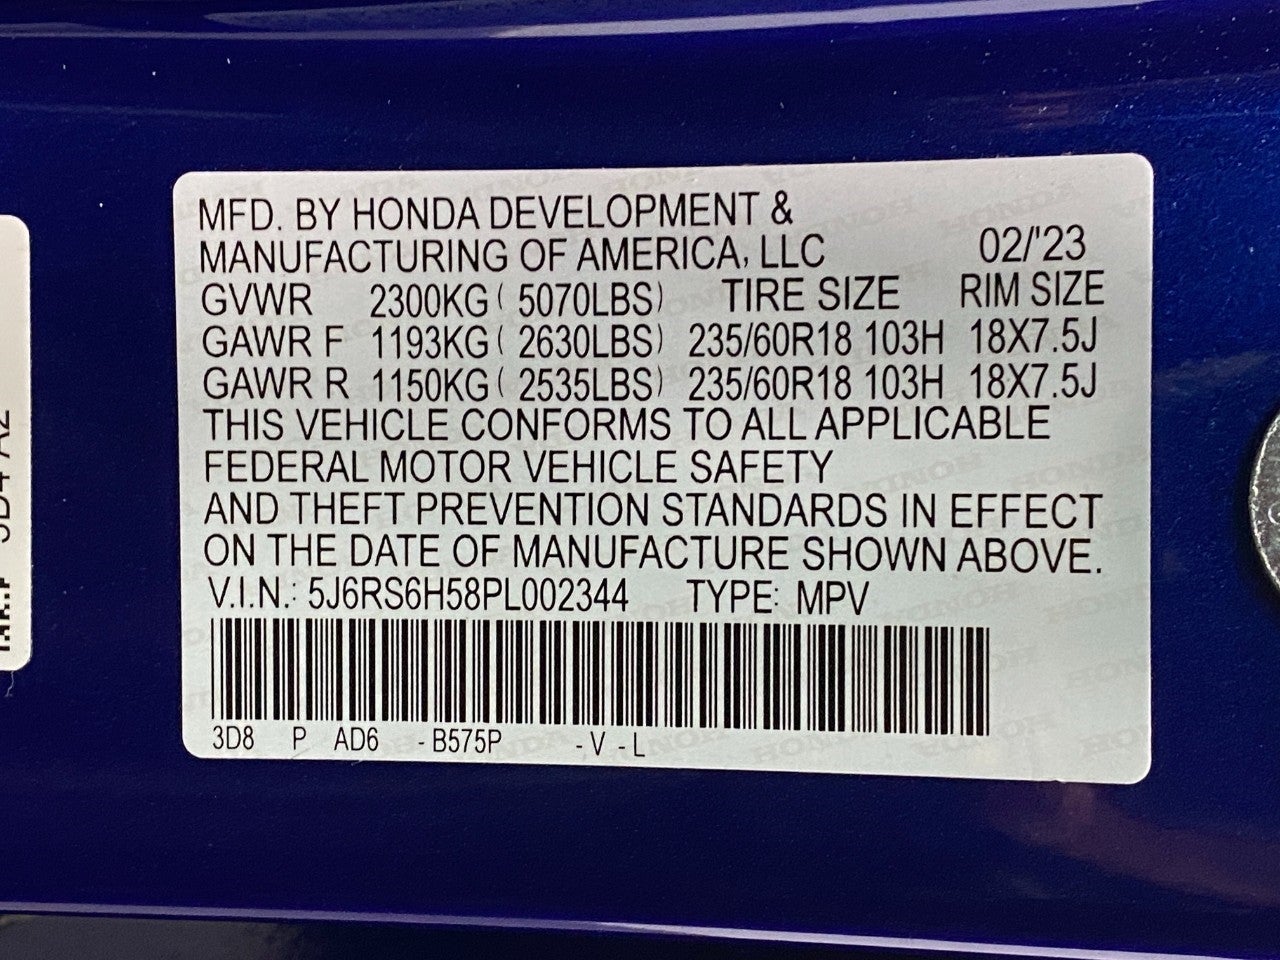 MFD. BY HONDA DEVELOPMENT &
MANUFACTURING OF AMERICA, LLC 02/'23
GVWR 2300KG ( 5070LBS) TIRE SIZE RIM SIZE
GAWR F 1193KG ( 2630LBS) 235/60R18 103H 18X7.5J
GAWR R 1150KG ( 2535LBS) 235/60R18 103H 18X7.5J
THIS VEHICLE CONFORMS TO ALL APPLICABLE
FEDERAL MOTOR VEHICLE SAFETY
AND THEFT PREVENTION STANDARDS IN EFFECT
ON THE DATE OF MANUFACTURE SHOWN ABOVE.
V.I.N.: 5J6RS6H58PL002344 TYPE: MPV
3D8 P AD6 - B575P - V - L